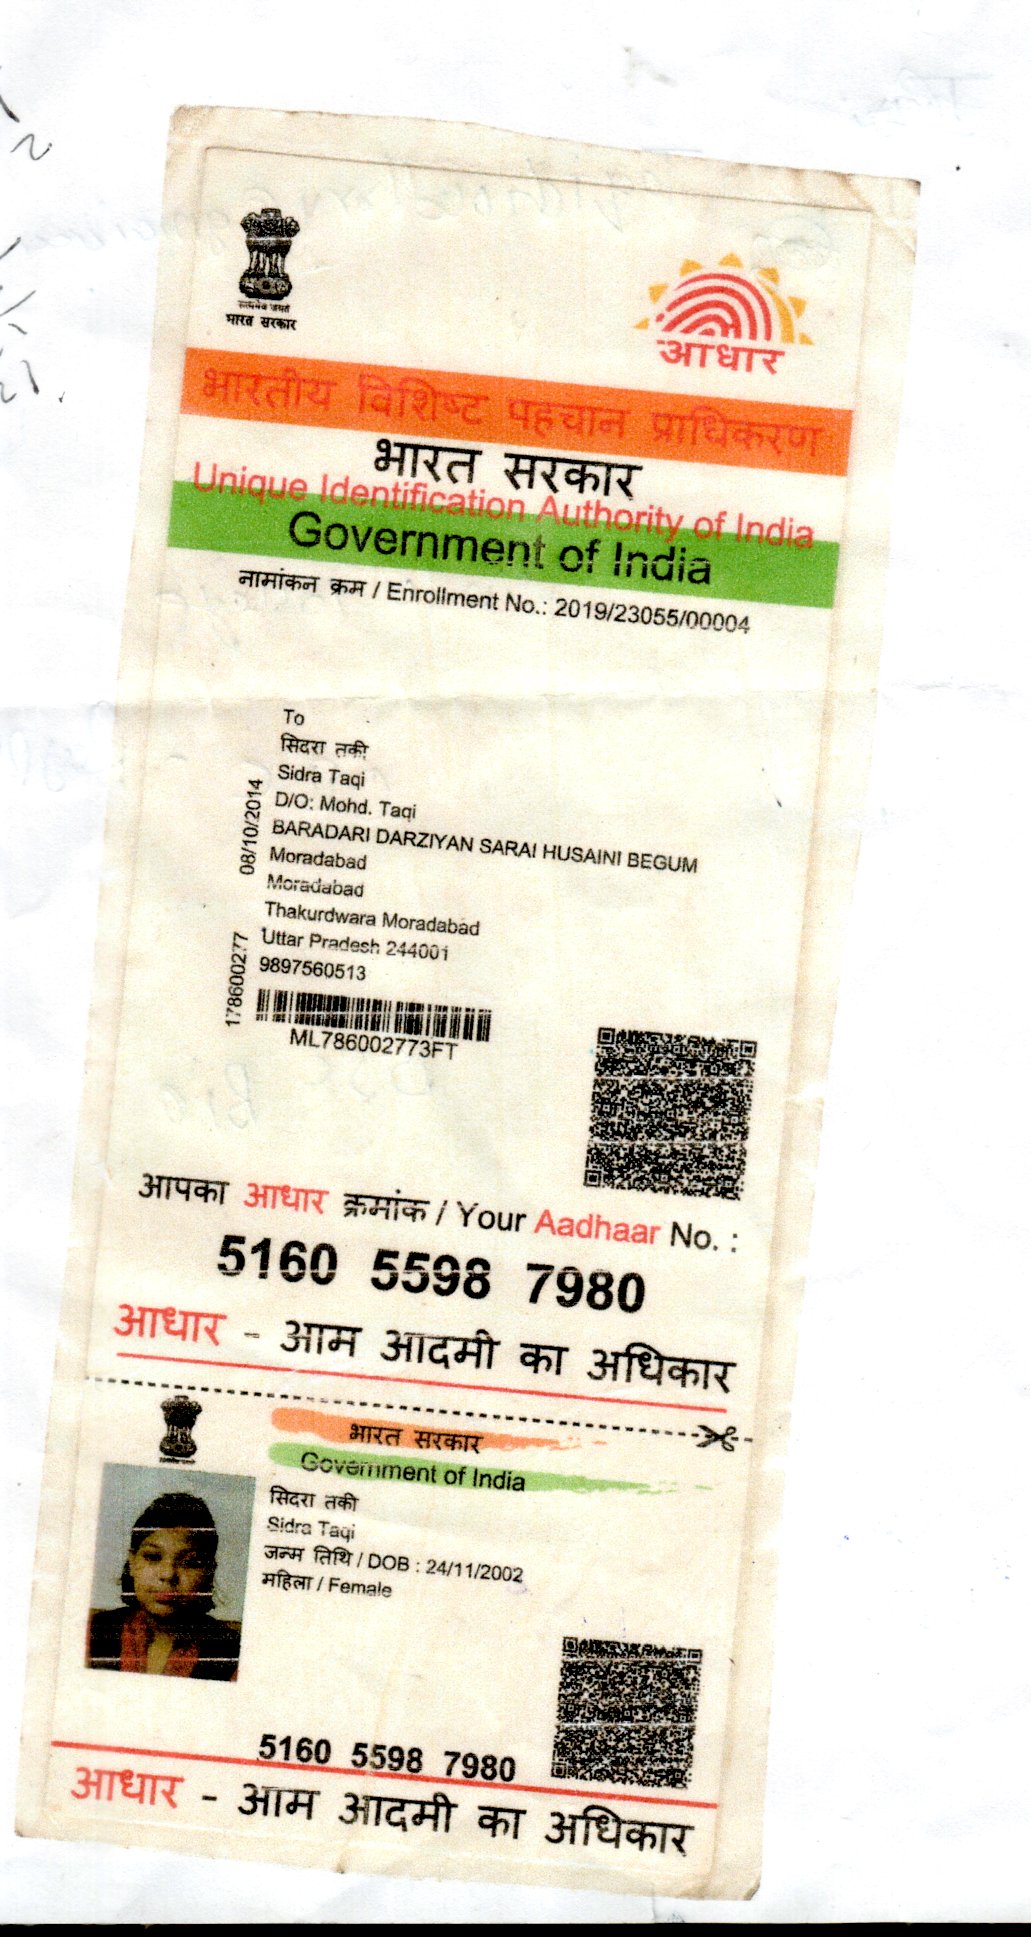 सत्यमेव जयते
भारत सरकार
आधार
भारतीय विशिष्ट पहचान प्राधिकरण
भारत सरकार
Unique Identification Authority of India
Government of India
नामांकन क्रम / Enrollment No.: 2019/23055/00004
To
सिदरा तकी
Sidra Taqi
D/O: Mohd. Taqi
BARADARI DARZIYAN SARAI HUSAINI BEGUM
Moradabad
Moradabad
Thakurdwara Moradabad
Uttar Pradesh 244001
9897560513
08/10/2014
178600277
ML786002773FT
आपका आधार क्रमांक / Your Aadhaar No. :
5160 5598 7980
आधार - आम आदमी का अधिकार
भारत सरकार
Government of India
सिदरा तकी
Sidra Taqi
जन्म तिथि / DOB : 24/11/2002
महिला / Female
5160 5598 7980
आधार - आम आदमी का अधिकार